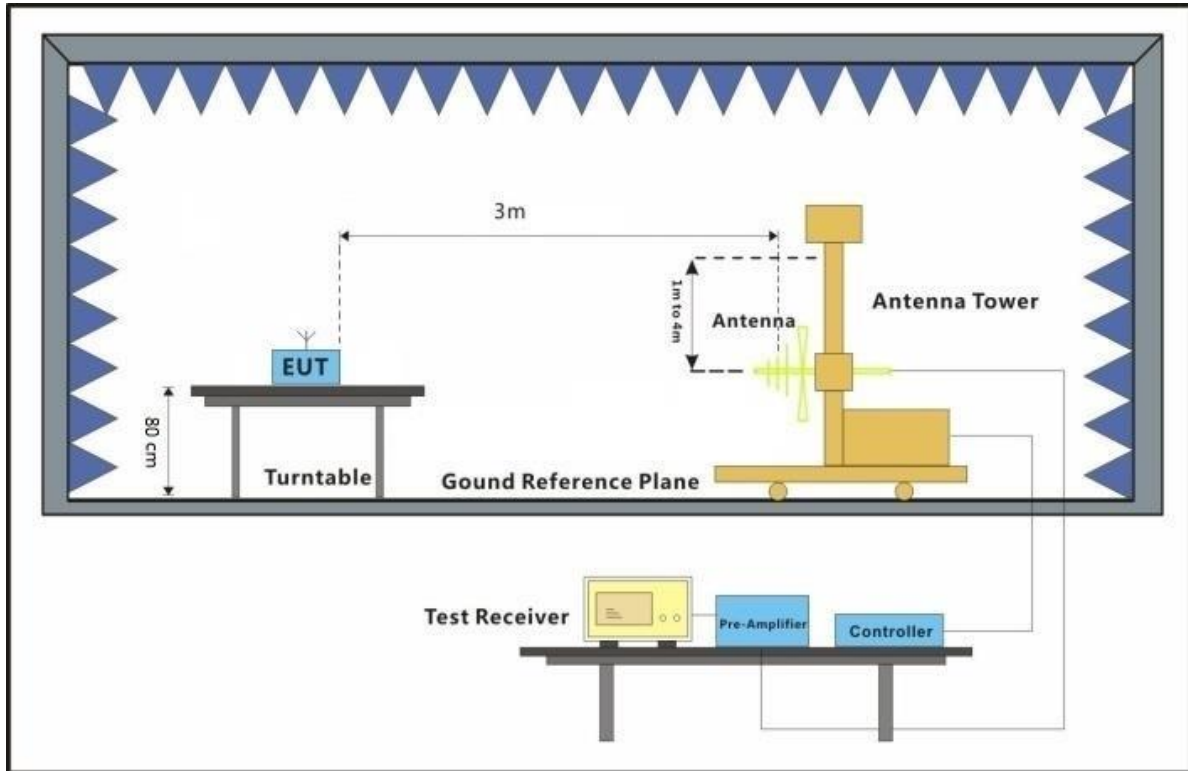 3m
1m to 4m
Antenna
Antenna Tower
EUT
80 cm
Turntable
Gound Reference Plane
Test Receiver
Pre-Amplifier
Controller